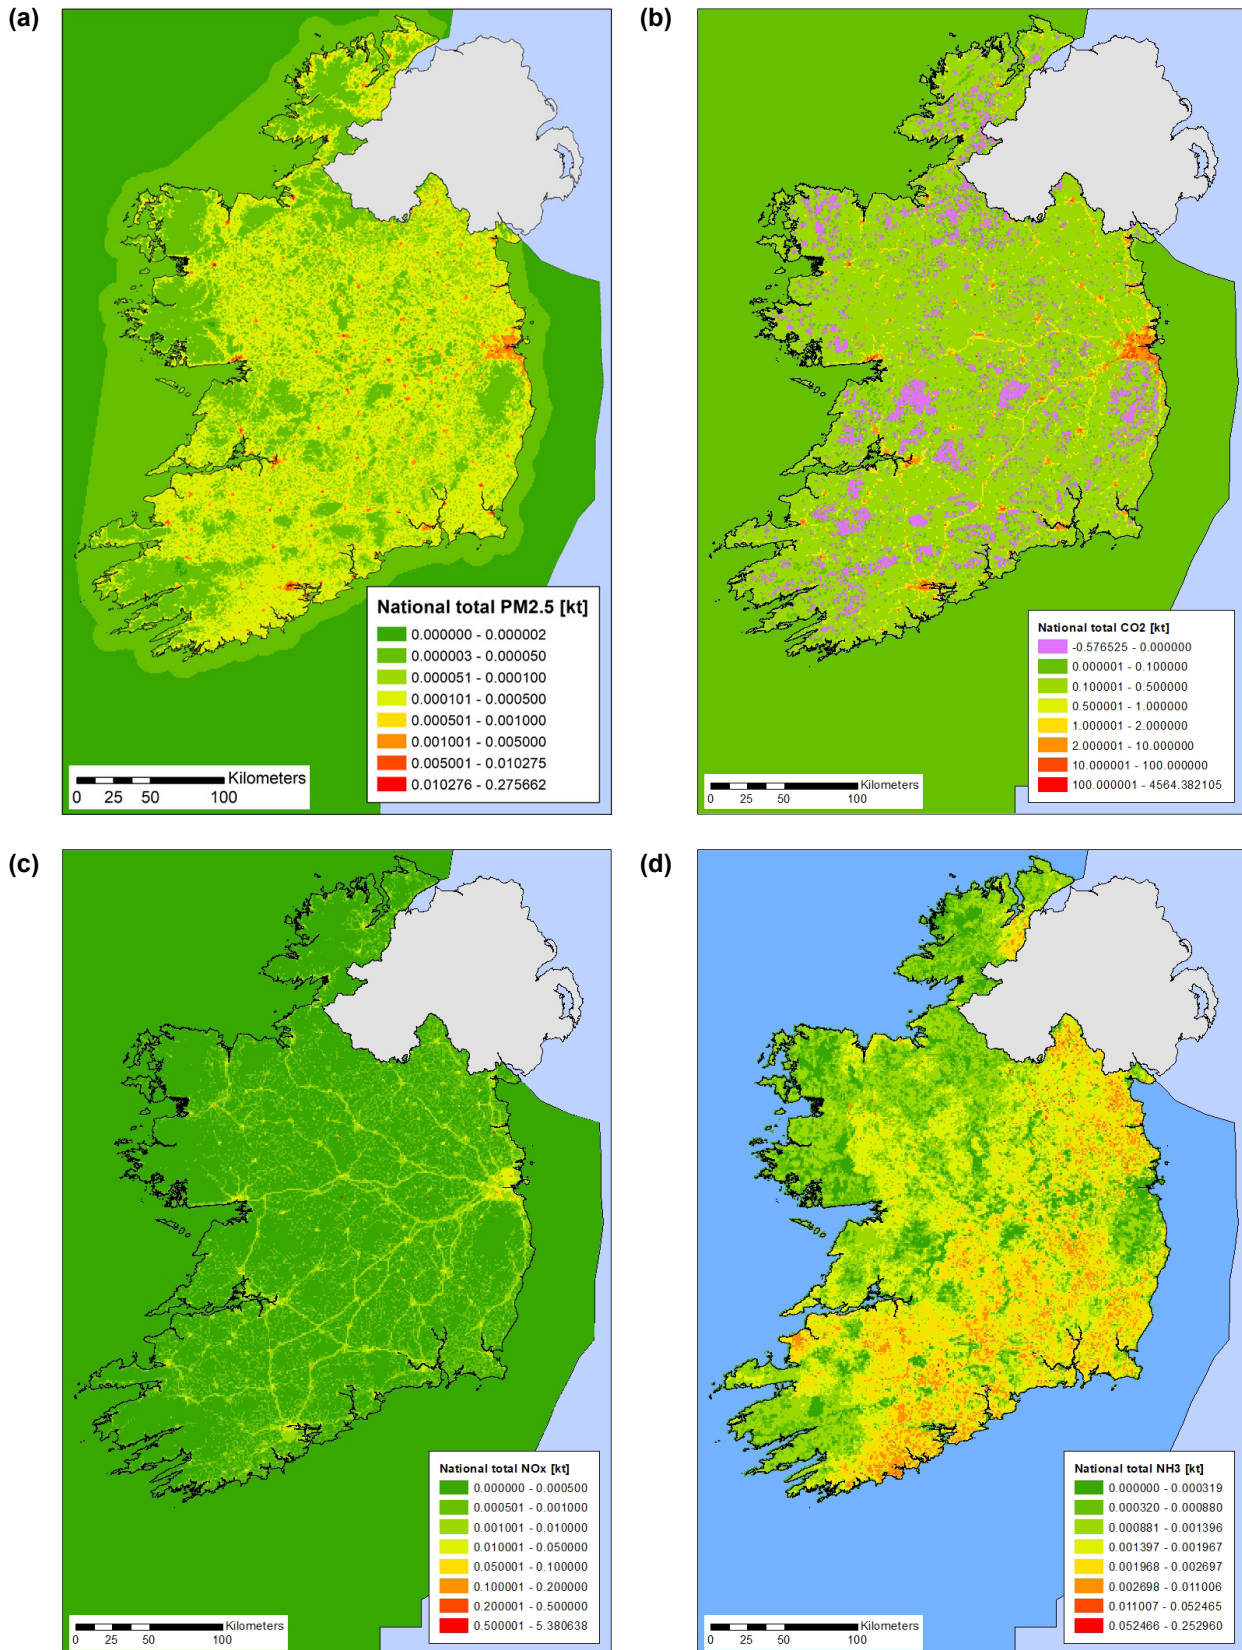 (a)
National total PM2.5 [kt]
0.000000 - 0.000002
0.000003 - 0.000050
0.000051 - 0.000100
0.000101 - 0.000500
0.000501 - 0.001000
0.001001 - 0.005000
0.005001 - 0.010275
0.010276 - 0.275662
Kilometers
0 25 50 100
(b)
National total CO2 [kt]
-0.576525 - 0.000000
0.000001 - 0.100000
0.100001 - 0.500000
0.500001 - 1.000000
1.000001 - 2.000000
2.000001 - 10.000000
10.000001 - 100.000000
100.000001 - 4564.382105
Kilometers
0 25 50 100
(c)
National total NOx [kt]
0.000000 - 0.000500
0.000501 - 0.001000
0.001001 - 0.010000
0.010001 - 0.050000
0.050001 - 0.100000
0.100001 - 0.200000
0.200001 - 0.500000
0.500001 - 5.380638
Kilometers
0 25 50 100
(d)
National total NH3 [kt]
0.000000 - 0.000319
0.000320 - 0.000880
0.000881 - 0.001396
0.001397 - 0.001967
0.001968 - 0.002697
0.002698 - 0.011006
0.011007 - 0.052465
0.052466 - 0.252960
Kilometers
0 25 50 100